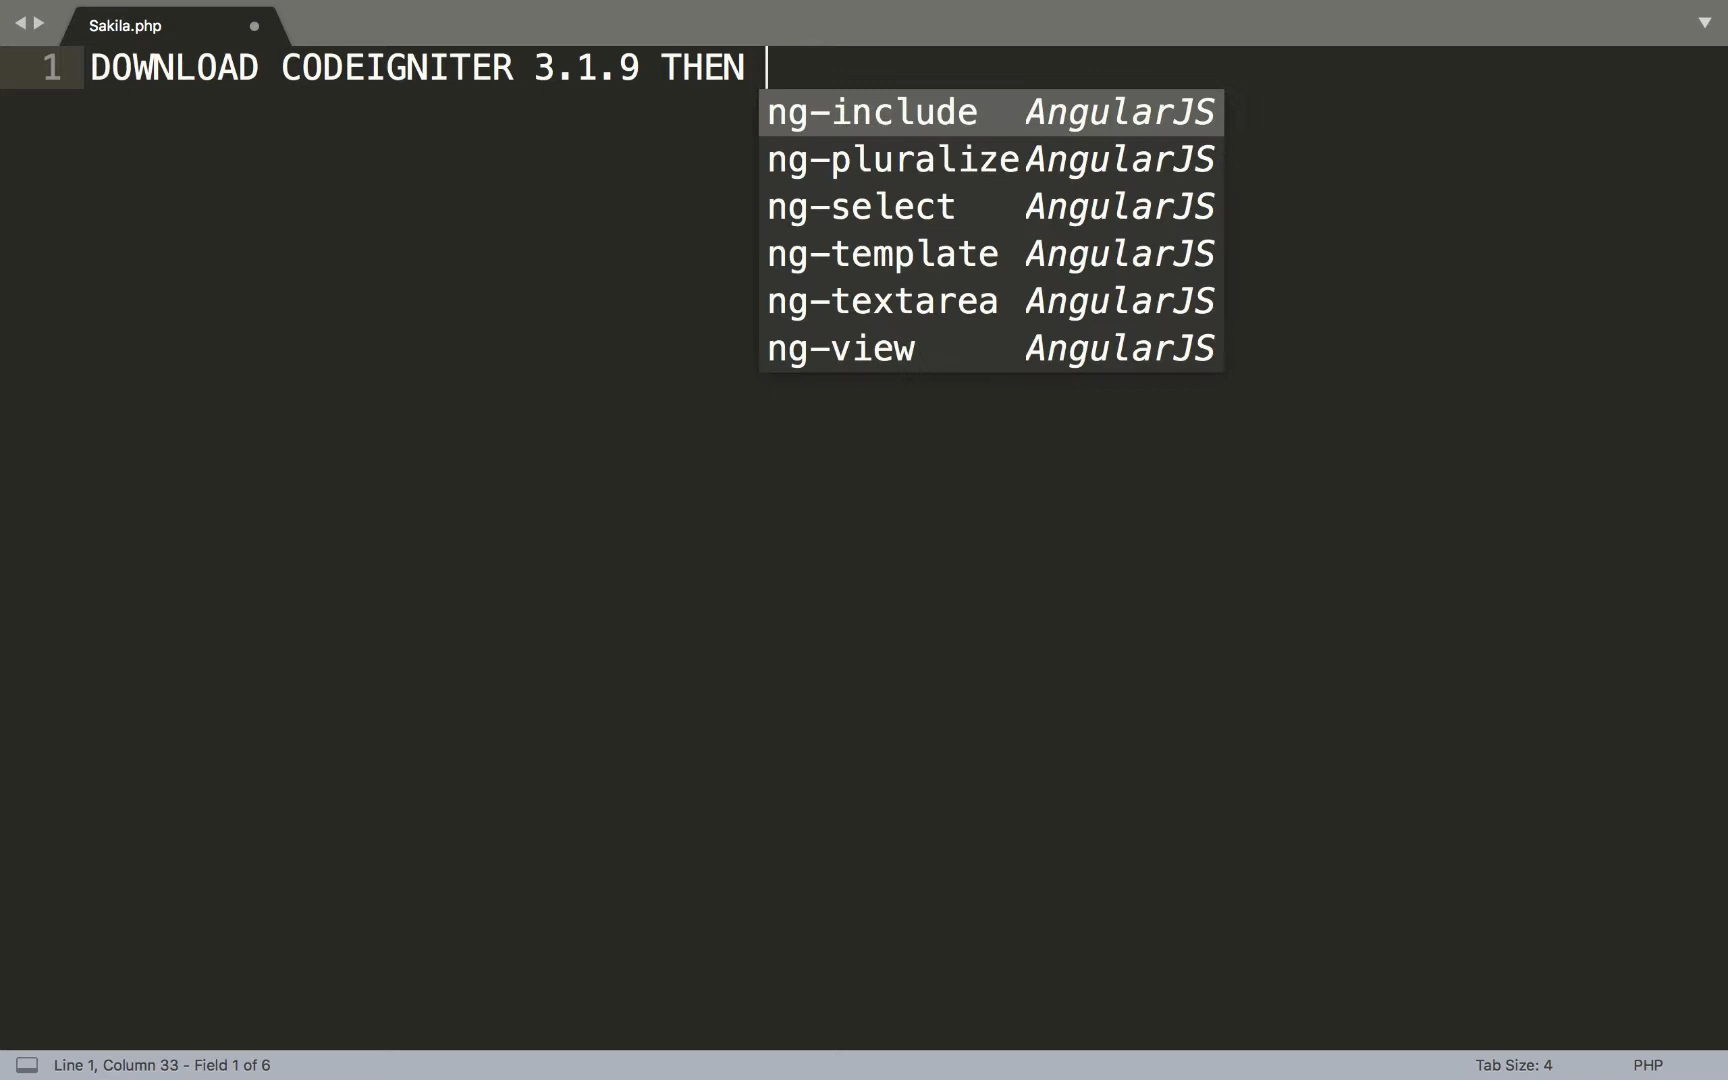 Sakila.php
1 DOWNLOAD CODEIGNITER 3.1.9 THEN
ng-include AngularJS
ng-pluralize AngularJS
ng-select AngularJS
ng-template AngularJS
ng-textarea AngularJS
ng-view AngularJS
Line 1, Column 33 - Field 1 of 6 Tab Size: 4 PHP